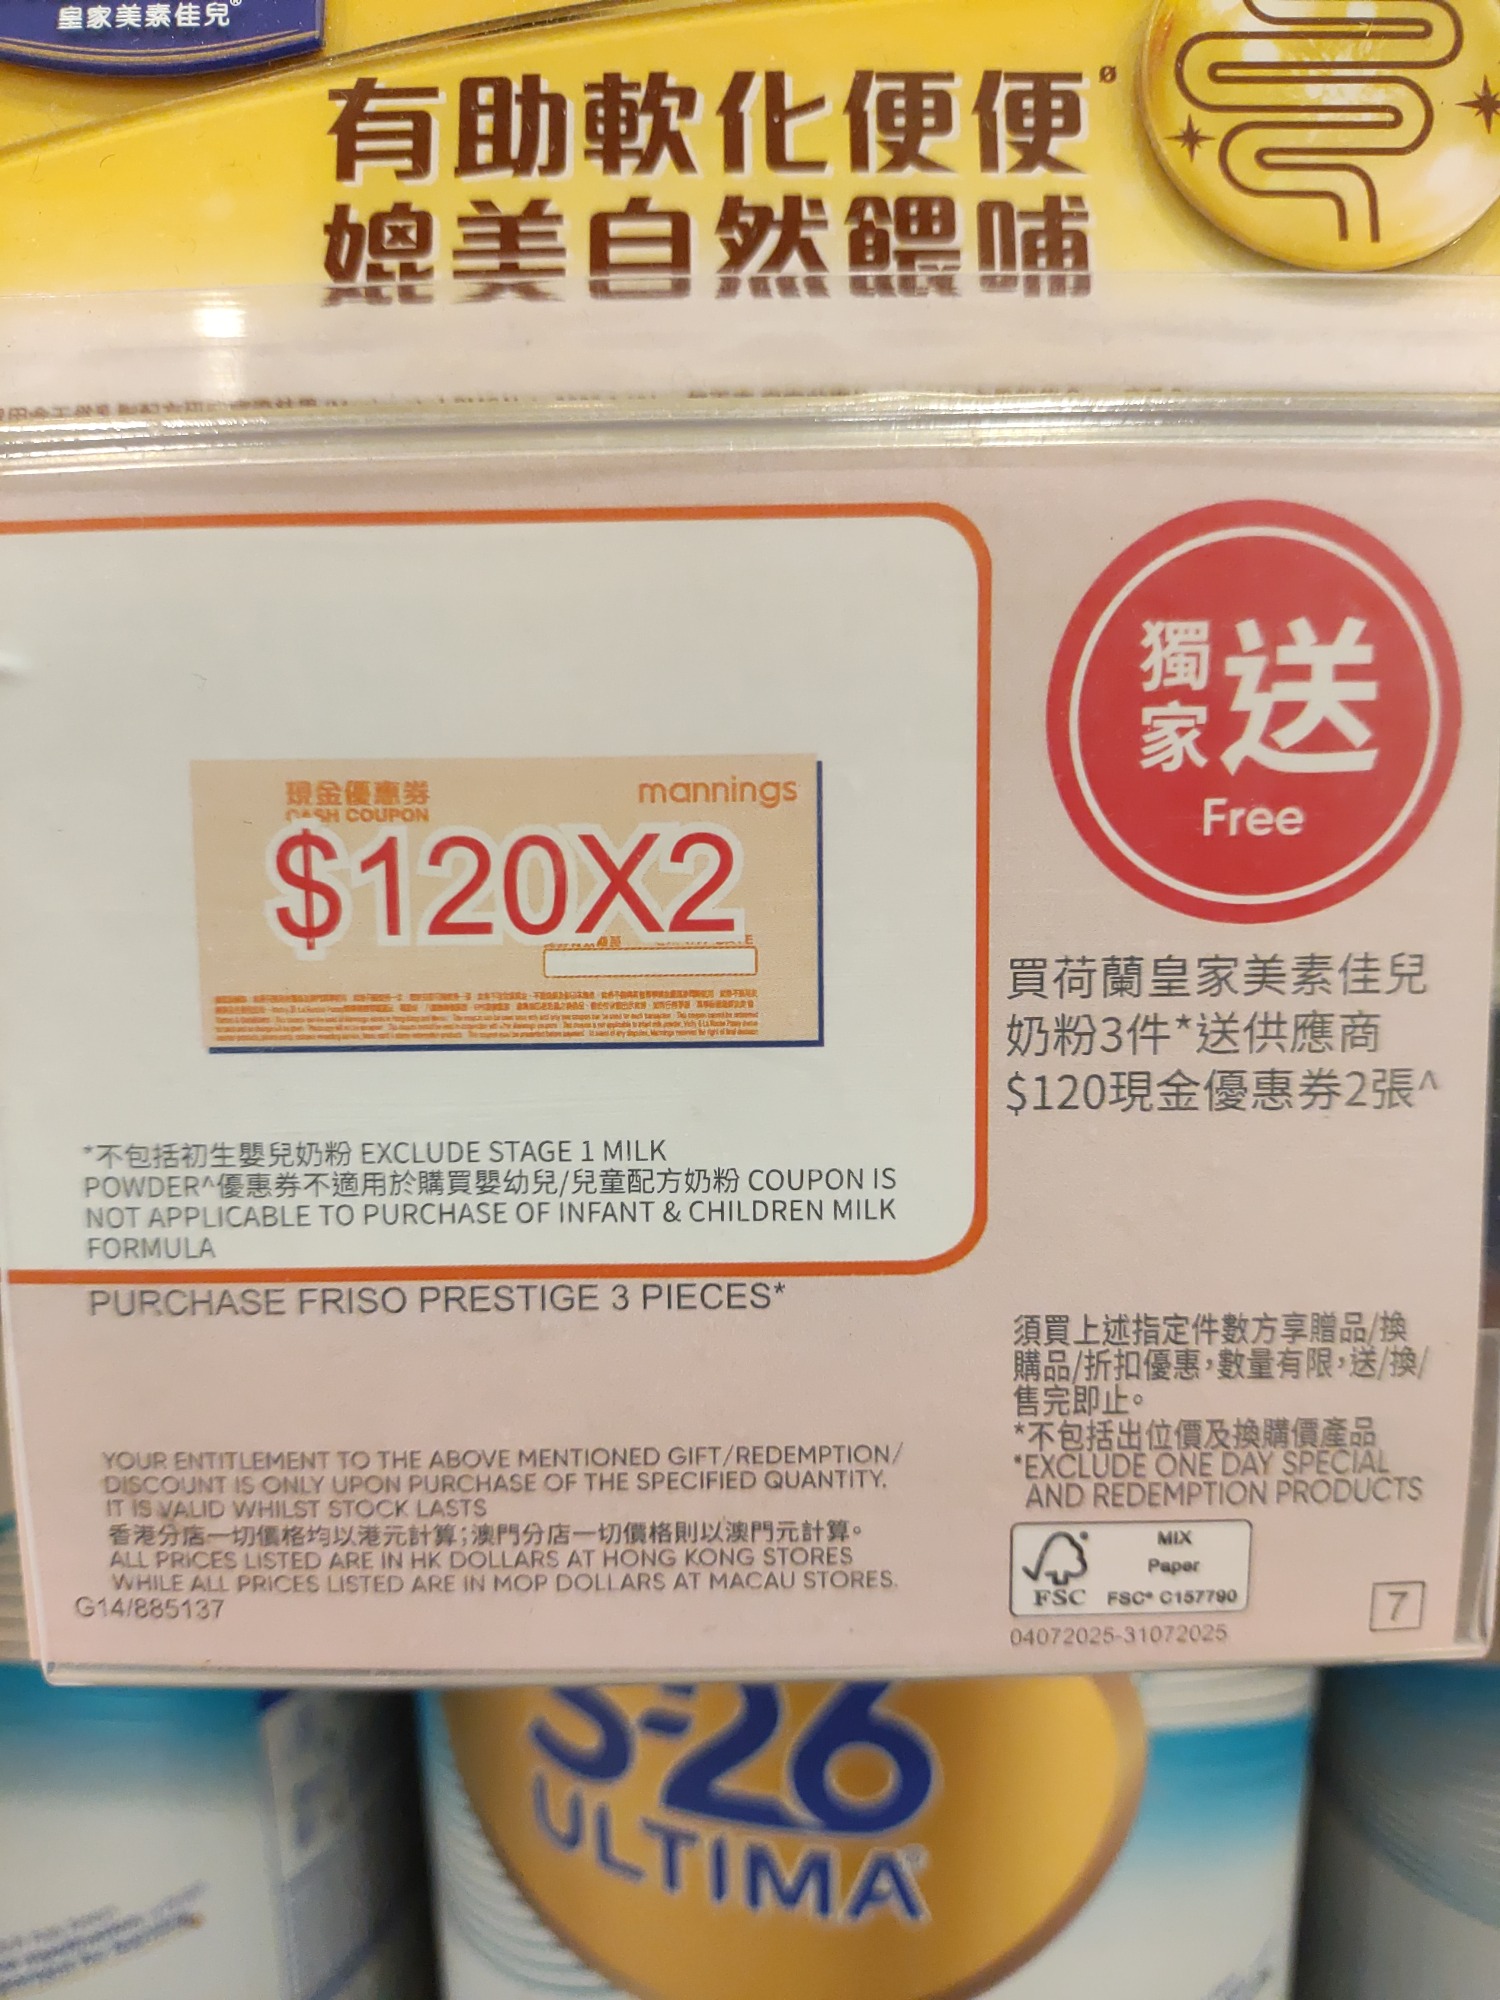 皇家美素佳兒®
有助軟化便便ø
媲美自然餵哺
獨家送
Free
現金優惠券
mannings
CASH COUPON
$120X2
買荷蘭皇家美素佳兒
奶粉3件*送供應商
$120現金優惠券2張^
*不包括初生嬰兒奶粉 EXCLUDE STAGE 1 MILK
POWDER^優惠券不適用於購買嬰幼兒/兒童配方奶粉 COUPON IS
NOT APPLICABLE TO PURCHASE OF INFANT & CHILDREN MILK
FORMULA
PURCHASE FRISO PRESTIGE 3 PIECES*
須買上述指定件數方享贈品/換
購品/折扣優惠，數量有限，送/換/
售完即止。
*不包括出位價及換購價產品
*EXCLUDE ONE DAY SPECIAL
AND REDEMPTION PRODUCTS
YOUR ENTITLEMENT TO THE ABOVE MENTIONED GIFT/REDEMPTION/
DISCOUNT IS ONLY UPON PURCHASE OF THE SPECIFIED QUANTITY.
IT IS VALID WHILST STOCK LASTS
香港分店一切價格均以港元計算；澳門分店一切價格則以澳門元計算。
ALL PRICES LISTED ARE IN HK DOLLARS AT HONG KONG STORES
WHILE ALL PRICES LISTED ARE IN MOP DOLLARS AT MACAU STORES.
G14/885137
MIX
Paper
FSC FSC® C157790
04072025-31072025
7
S-26
ULTIMA